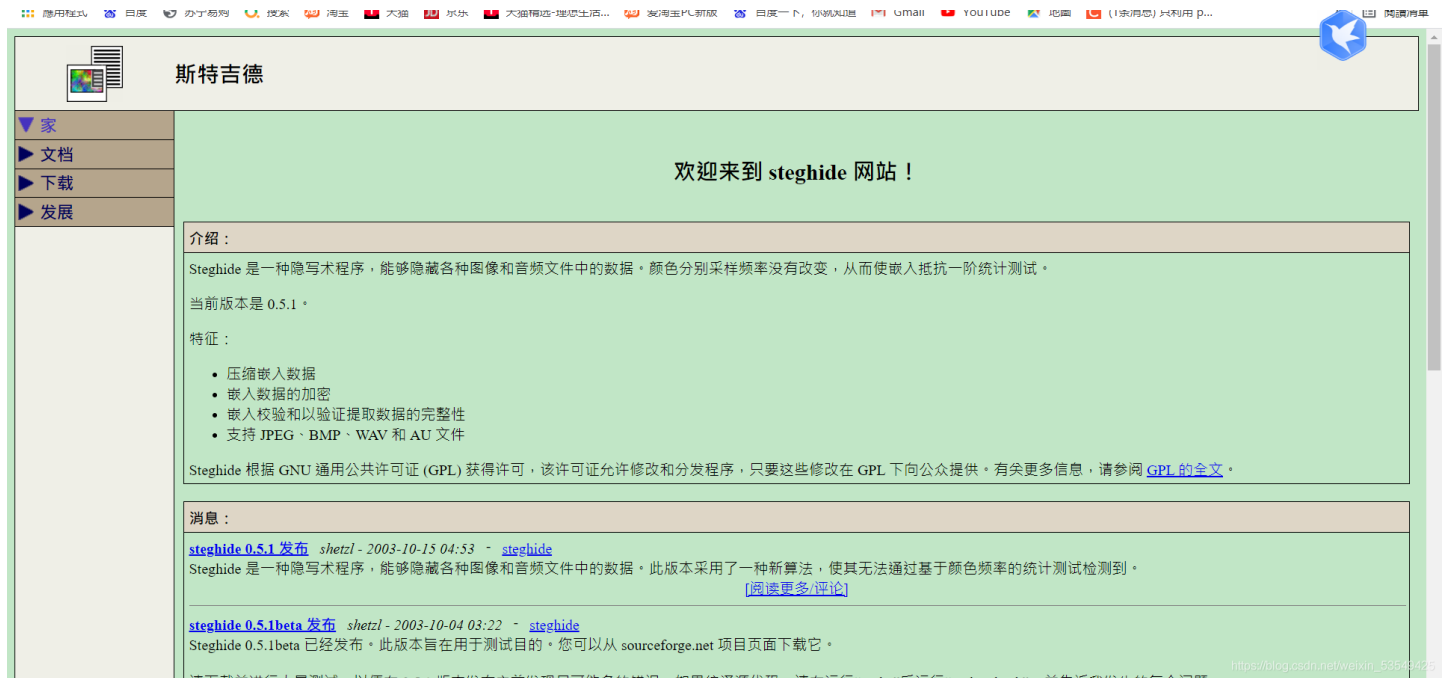 應用程式 百度 苏宁易购 搜索 淘宝 天猫 京东 天猫精选-理想生活... 爱淘宝PC新版 百度一下，你就知道 Gmail YouTube 地圖 (1条消息) 只利用 p... 閱讀清單
斯特吉德
家
文档
下载
发展
欢迎来到 steghide 网站！
介绍：
Steghide 是一种隐写术程序，能够隐藏各种图像和音频文件中的数据。颜色分别采样频率没有改变，从而使嵌入抵抗一阶统计测试。
当前版本是 0.5.1。
特征：
压缩嵌入数据
嵌入数据的加密
嵌入校验和以验证提取数据的完整性
支持 JPEG、BMP、WAV 和 AU 文件
Steghide 根据 GNU 通用公共许可证 (GPL) 获得许可，该许可证允许修改和分发程序，只要这些修改在 GPL 下向公众提供。有关更多信息，请参阅 GPL 的全文。
消息：
steghide 0.5.1 发布 shetzl - 2003-10-15 04:53 - steghide
Steghide 是一种隐写术程序，能够隐藏各种图像和音频文件中的数据。此版本采用了一种新算法，使其无法通过基于颜色频率的统计测试检测到。
[阅读更多/评论]
steghide 0.5.1beta 发布 shetzl - 2003-10-04 03:22 - steghide
Steghide 0.5.1beta 已经发布。此版本旨在用于测试目的。您可以从 sourceforge.net 项目页面下载它。